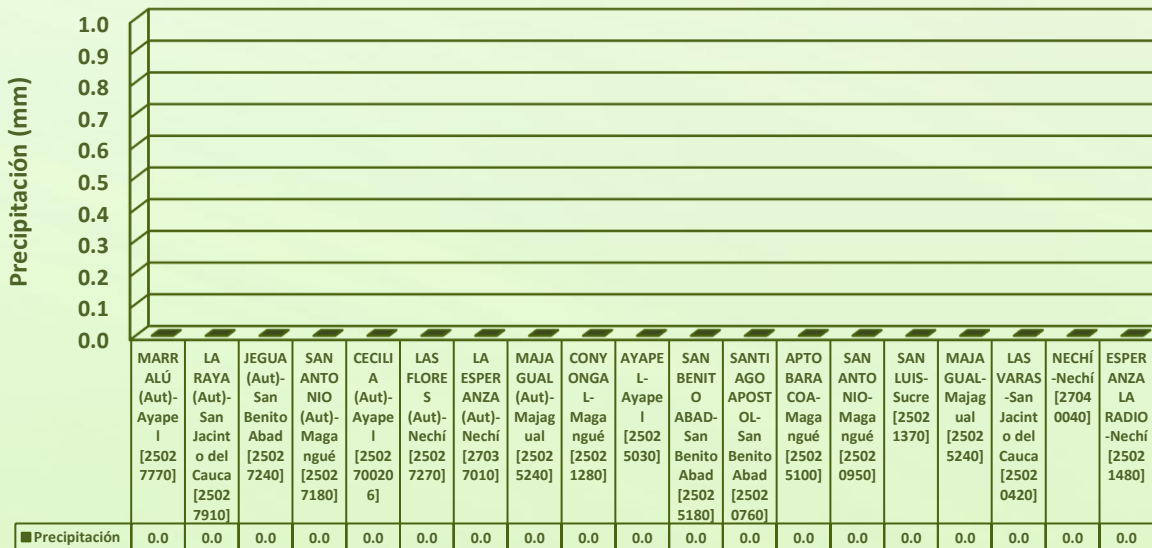 Precipitación (mm)
1.0
0.9
0.8
0.7
0.6
0.5
0.4
0.3
0.2
0.1
0.0
MARR
ALÚ
(Aut)-
Ayape
l
[2502
7770]
LA
RAYA
(Aut)-
San
Jacint
o del
Cauca
[2502
7910]
JEGUA
(Aut)-
San
Benito
Abad
[2502
7240]
SAN
ANTO
NIO
(Aut)-
Maga
ngué
[2502
7180]
CECILI
A
(Aut)-
Ayape
l
[2502
70020
6]
LAS
FLORE
S
(Aut)-
Nechí
[2502
7270]
LA
ESPER
ANZA
(Aut)-
Nechí
[2703
7010]
MAJA
GUAL
(Aut)-
Majag
ual
[2502
5240]
CONY
ONGA
L-
Maga
ngué
[2502
1280]
AYAPE
L-
Ayape
l
[2502
5030]
SAN
BENIT
O
ABAD-
San
Benito
Abad
[2502
5180]
SANTI
AGO
APOST
OL-
San
Benito
Abad
[2502
0760]
APTO
BARA
COA-
Maga
ngué
[2502
5100]
SAN
ANTO
NIO-
Maga
ngué
[2502
0950]
SAN
LUIS-
Sucre
[2502
1370]
MAJA
GUAL-
Majag
ual
[2502
5240]
LAS
VARAS
-San
Jacint
o del
Cauca
[2502
0420]
NECHÍ
-Nechí
[2704
0040]
ESPER
ANZA
LA
RADIO
-Nechí
[2502
1480]
Precipitación 0.0 0.0 0.0 0.0 0.0 0.0 0.0 0.0 0.0 0.0 0.0 0.0 0.0 0.0 0.0 0.0 0.0 0.0 0.0